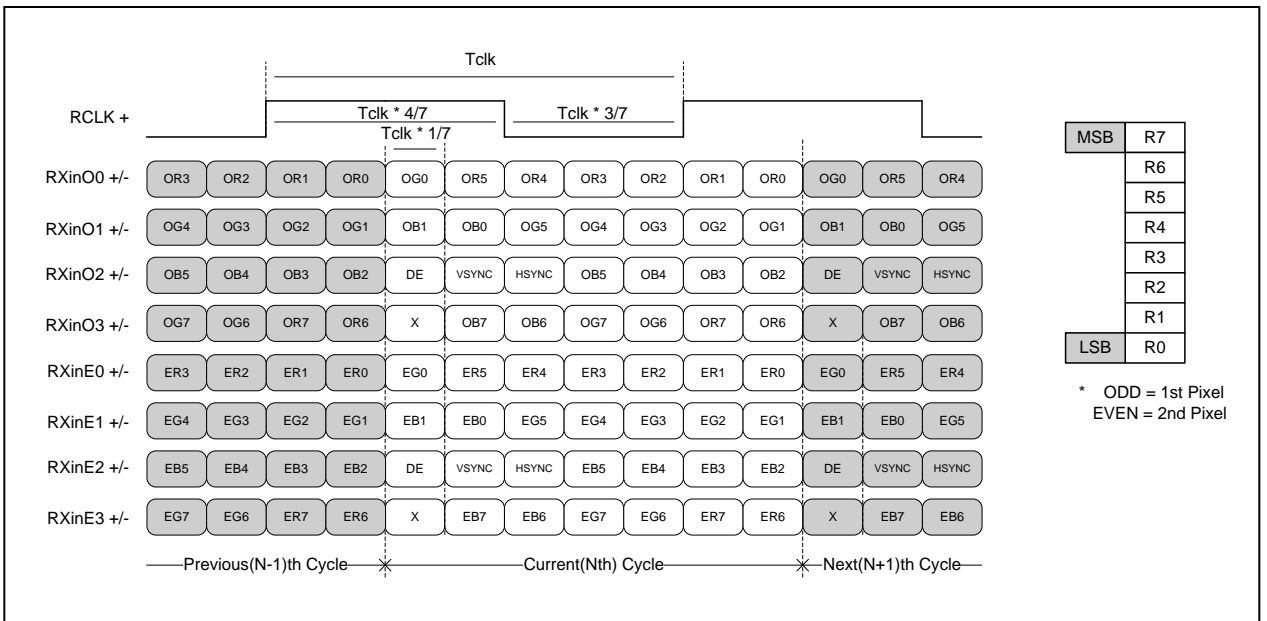 Tclk
RCLK +
Tclk * 4/7
Tclk * 3/7
Tclk * 1/7
RXinO0 +/- OR3 OR2 OR1 OR0 OG0 OR5 OR4 OR3 OR2 OR1 OR0 OG0 OR5 OR4
RXinO1 +/- OG4 OG3 OG2 OG1 OB1 OB0 OG5 OG4 OG3 OG2 OG1 OB1 OB0 OG5
RXinO2 +/- OB5 OB4 OB3 OB2 DE VSYNC HSYNC OB5 OB4 OB3 OB2 DE VSYNC HSYNC
RXinO3 +/- OG7 OG6 OR7 OR6 X OB7 OB6 OG7 OG6 OR7 OR6 X OB7 OB6
RXinE0 +/- ER3 ER2 ER1 ER0 EG0 ER5 ER4 ER3 ER2 ER1 ER0 EG0 ER5 ER4
RXinE1 +/- EG4 EG3 EG2 EG1 EB1 EB0 EG5 EG4 EG3 EG2 EG1 EB1 EB0 EG5
RXinE2 +/- EB5 EB4 EB3 EB2 DE VSYNC HSYNC EB5 EB4 EB3 EB2 DE VSYNC HSYNC
RXinE3 +/- EG7 EG6 ER7 ER6 X EB7 EB6 EG7 EG6 ER7 ER6 X EB7 EB6
Previous(N-1)th Cycle Current(Nth) Cycle Next(N+1)th Cycle
MSB R7
R6
R5
R4
R3
R2
R1
LSB R0
* ODD = 1st Pixel
EVEN = 2nd Pixel